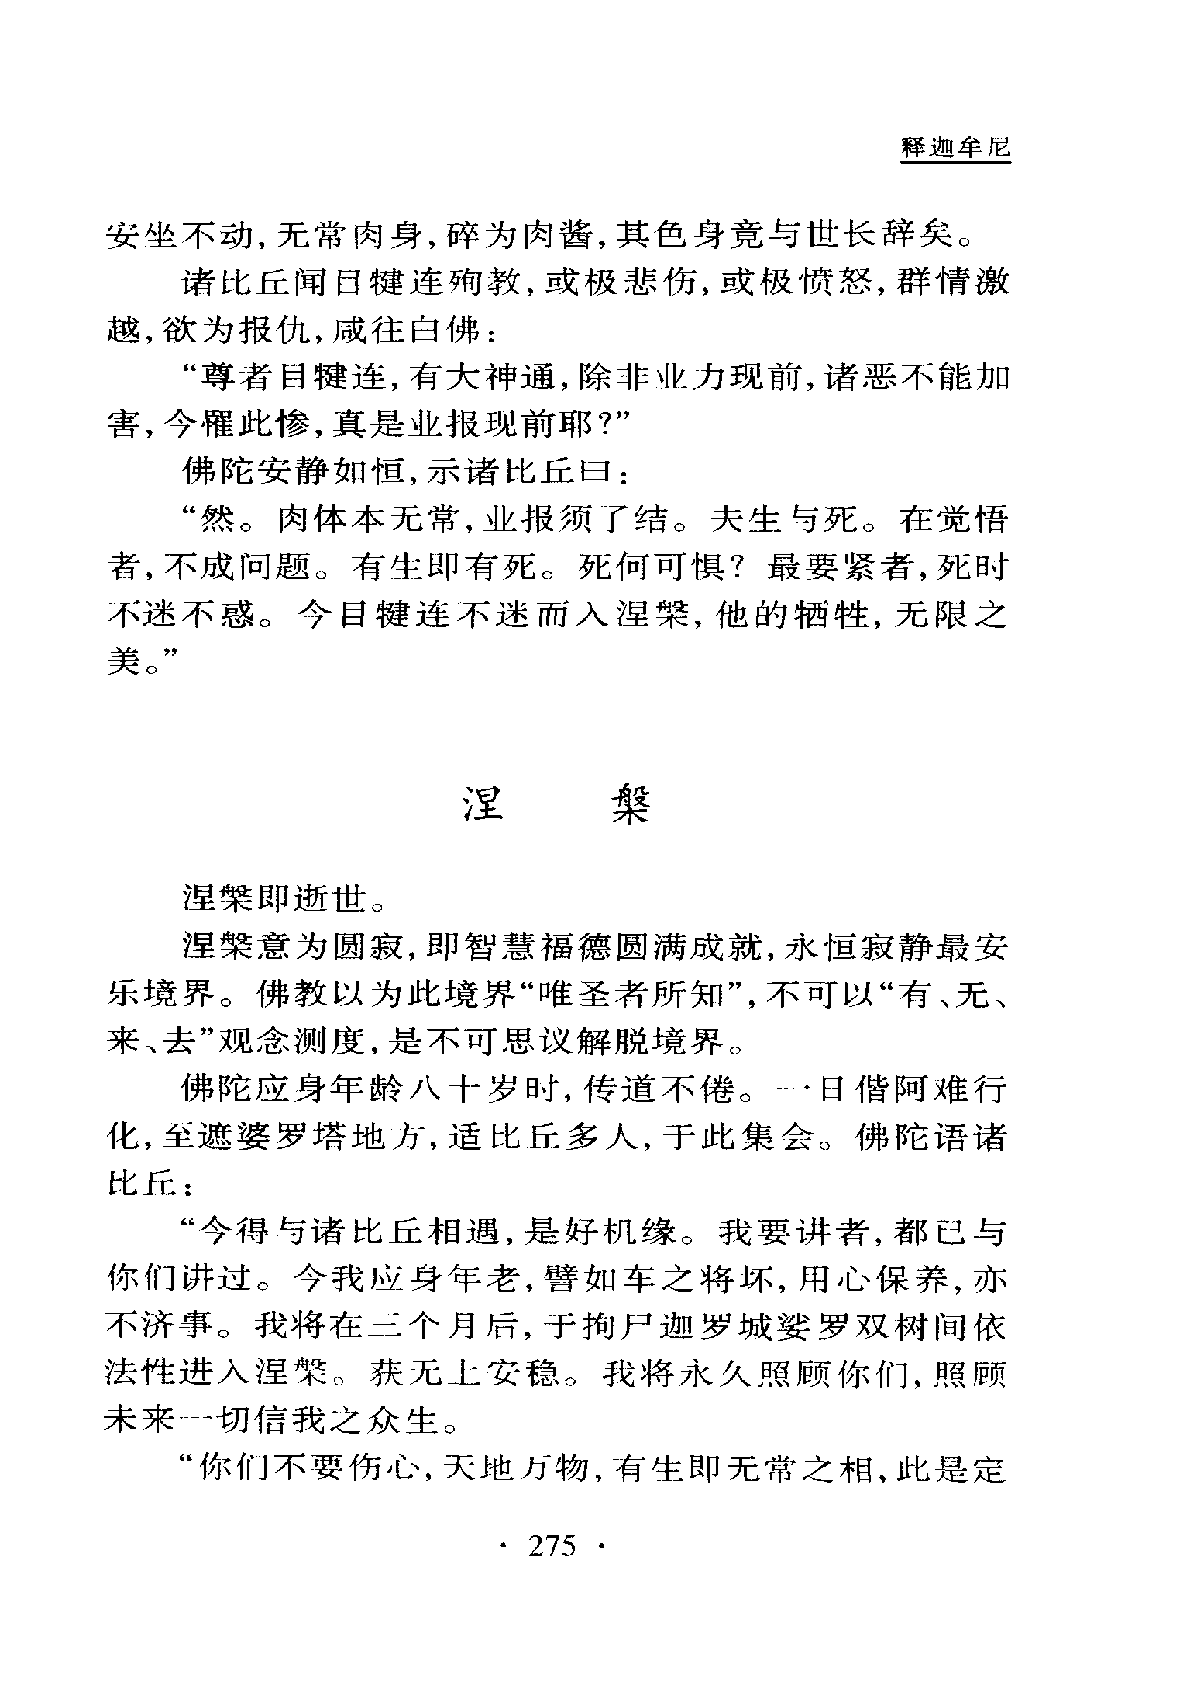 释迦牟尼
安坐不动,无常肉身,碎为肉酱,其色身竟与世长辞矣。
诸比丘闻目犍连殉教,或极悲伤,或极愤怒,群情激
越,欲为报仇,咸往白佛:
“尊者目犍连,有大神通,除非业力现前,诸恶不能加
害,今罹此惨,真是业报现前耶?”
佛陀安静如恒,示诸比丘曰:
“然。肉体本无常,业报须了结。夫生与死。在觉悟
者,不成问题。有生即有死。死何可惧? 最要紧者,死时
不迷不惑。今目犍连不迷而入涅槃,他的牺牲,无限之
美。”
涅 槃
涅槃即逝世。
涅槃意为圆寂,即智慧福德圆满成就,永恒寂静最安
乐境界。佛教以为此境界“唯圣者所知”,不可以“有、无、
来、去”观念测度,是不可思议解脱境界。
佛陀应身年龄八十岁时,传道不倦。一日偕阿难行
化,至遮婆罗塔地方,适比丘多人,于此集会。佛陀语诸
比丘:
“今得与诸比丘相遇,是好机缘。我要讲者,都已与
你们讲过。今我应身年老,譬如车之将坏,用心保养,亦
不济事。我将在三个月后,于拘尸迦罗城娑罗双树间依
法性进入涅槃。获无上安稳。我将永久照顾你们,照顾
未来一切信我之众生。
“你们不要伤心,天地万物,有生即无常之相、此是定
· 275 ·